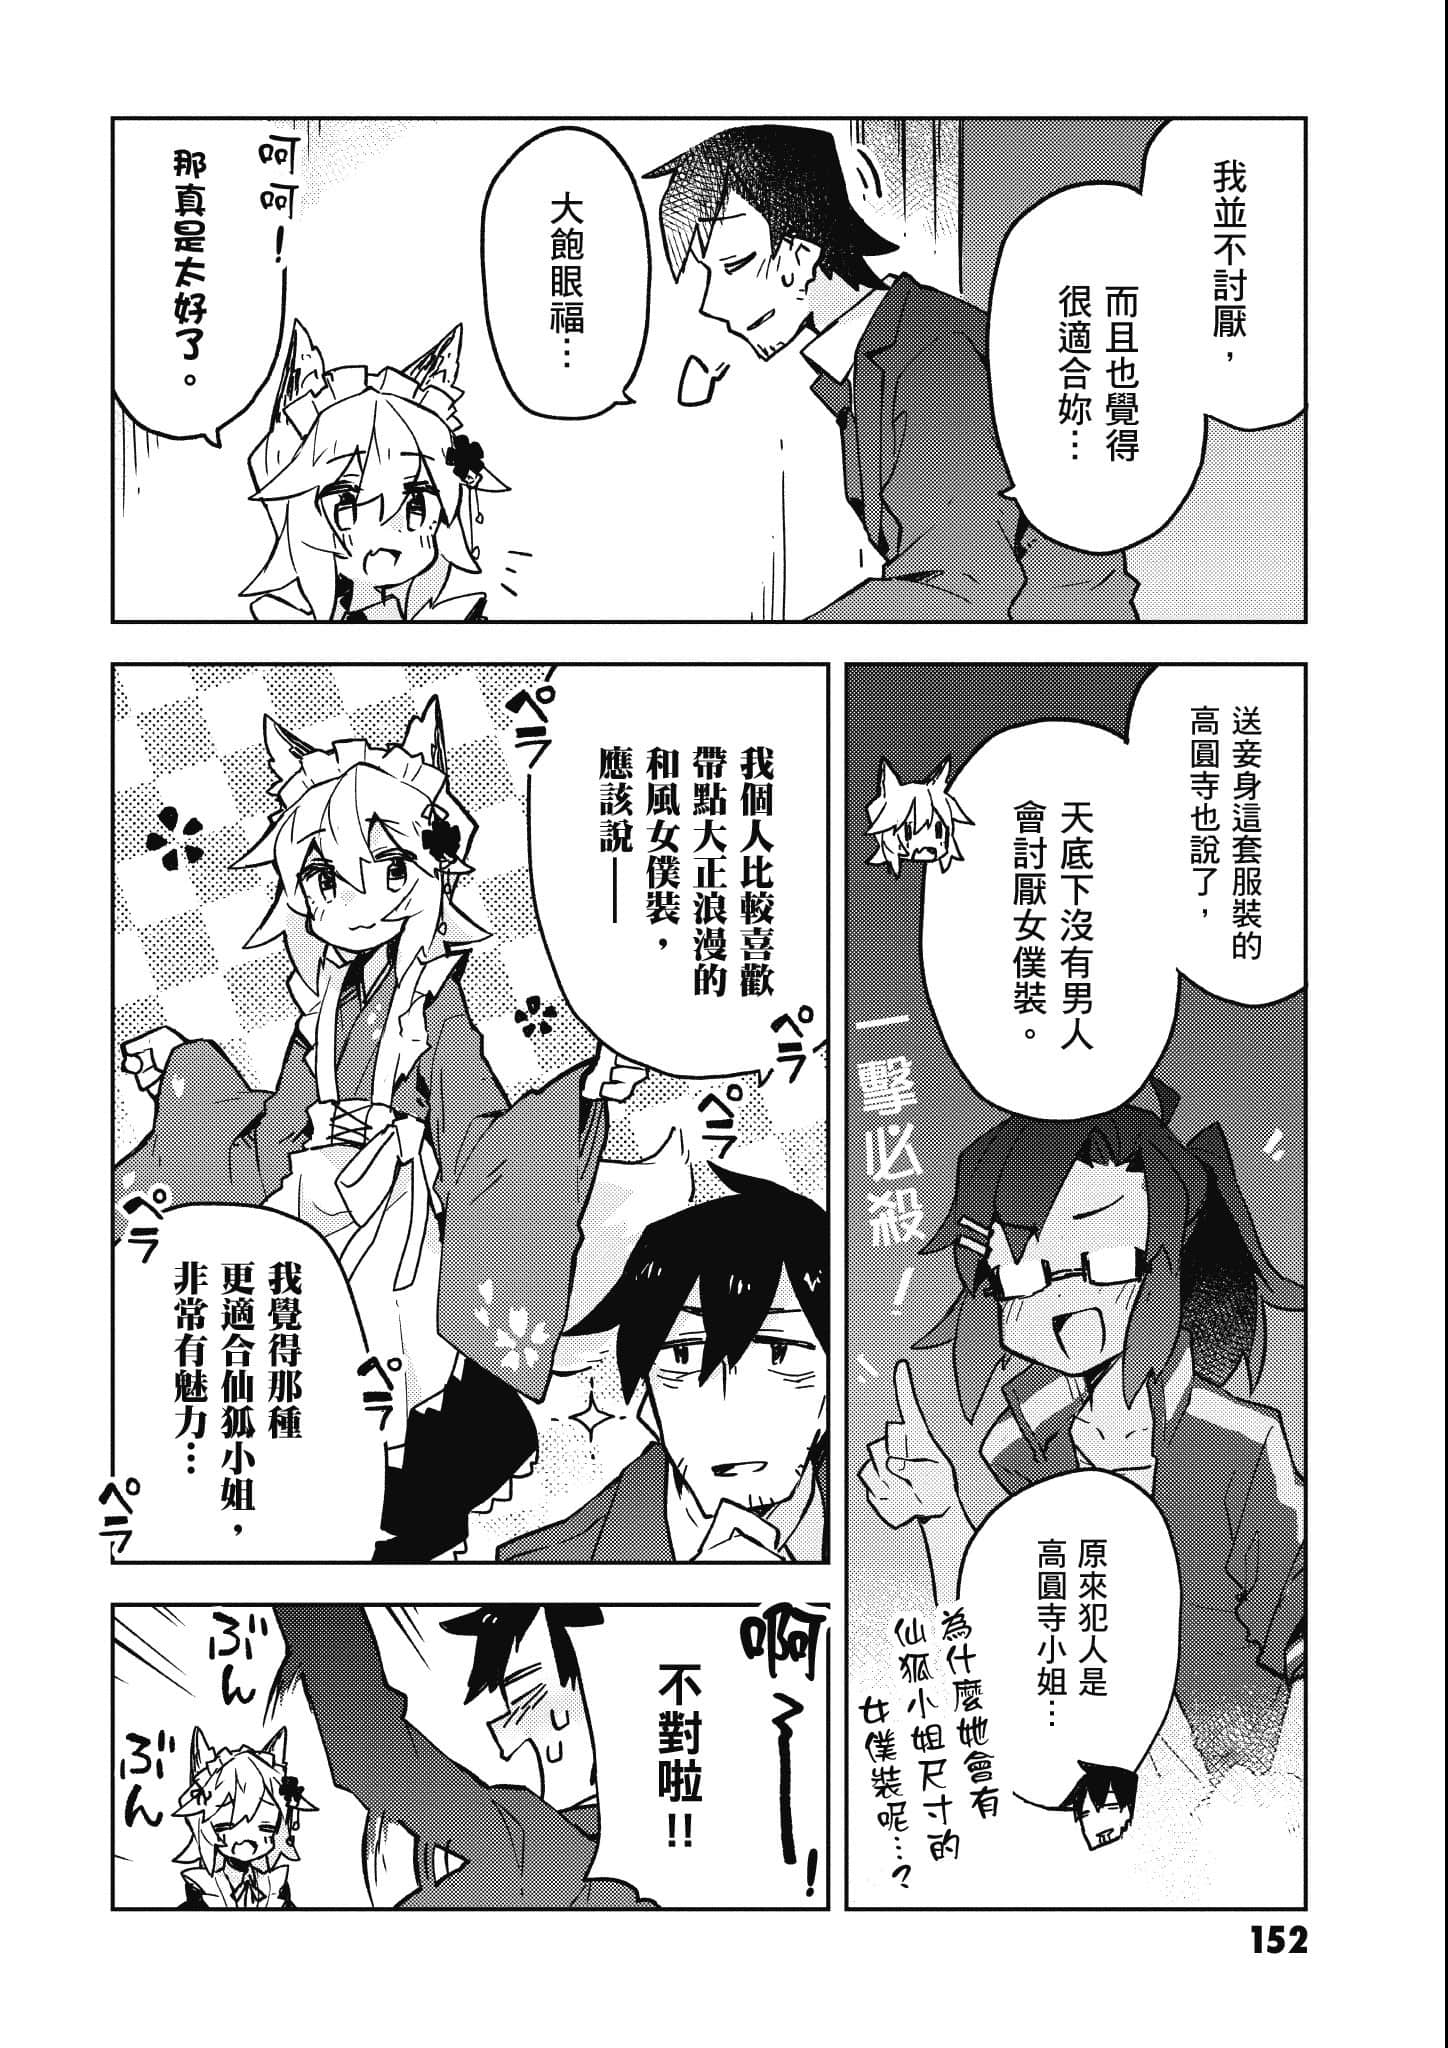 我並不討厭，
而且也覺得
很適合妳…
大飽眼福…
呵呵！
那真是太好了。
送妾身這套服裝的
高圓寺也說了，
天底下沒有男人
會討厭女僕裝。
一擊必殺！
原來犯人是
高圓寺小姐…
為什麼她會有
仙狐小姐尺寸的
女僕裝呢…？
我個人比較喜歡
帶點大正浪漫的
和風女僕裝，
應該說——
ペラ
ペラ
ペラ
我覺得那種
更適合仙狐小姐，
非常有魅力…
ペラ
ペラ
ペラ
啊～～！
不對啦!!
ぶん
ぶん
152